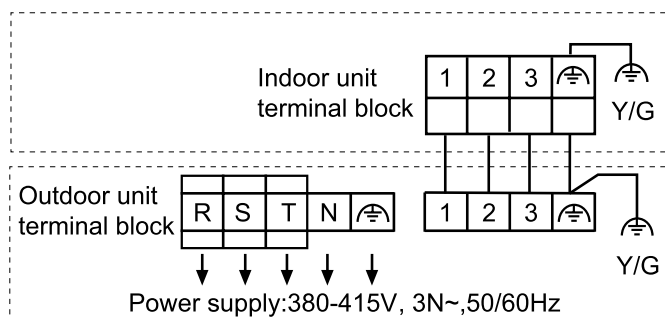 Indoor unit
terminal block
1 2 3
Y/G
Outdoor unit
terminal block
R S T N
1 2 3
Y/G
Power supply:380-415V, 3N~,50/60Hz